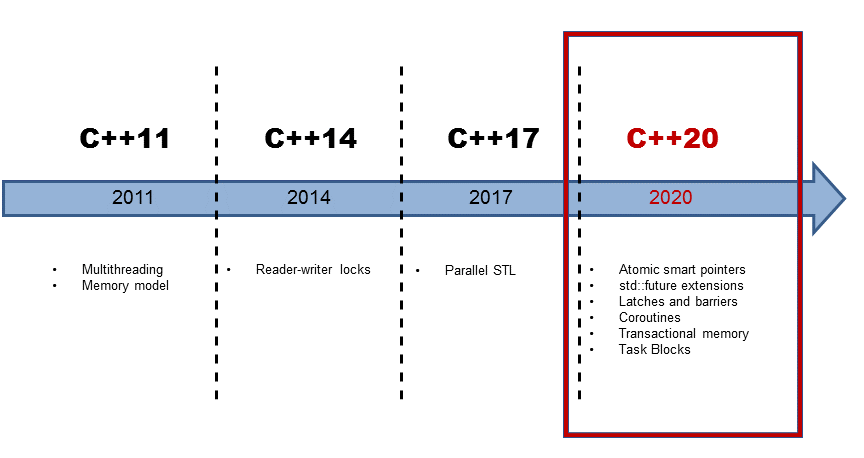 C++11
C++14
C++17
C++20
2011
2014
2017
2020
• Multithreading
• Memory model
• Reader-writer locks
• Parallel STL
• Atomic smart pointers
• std::future extensions
• Latches and barriers
• Coroutines
• Transactional memory
• Task Blocks